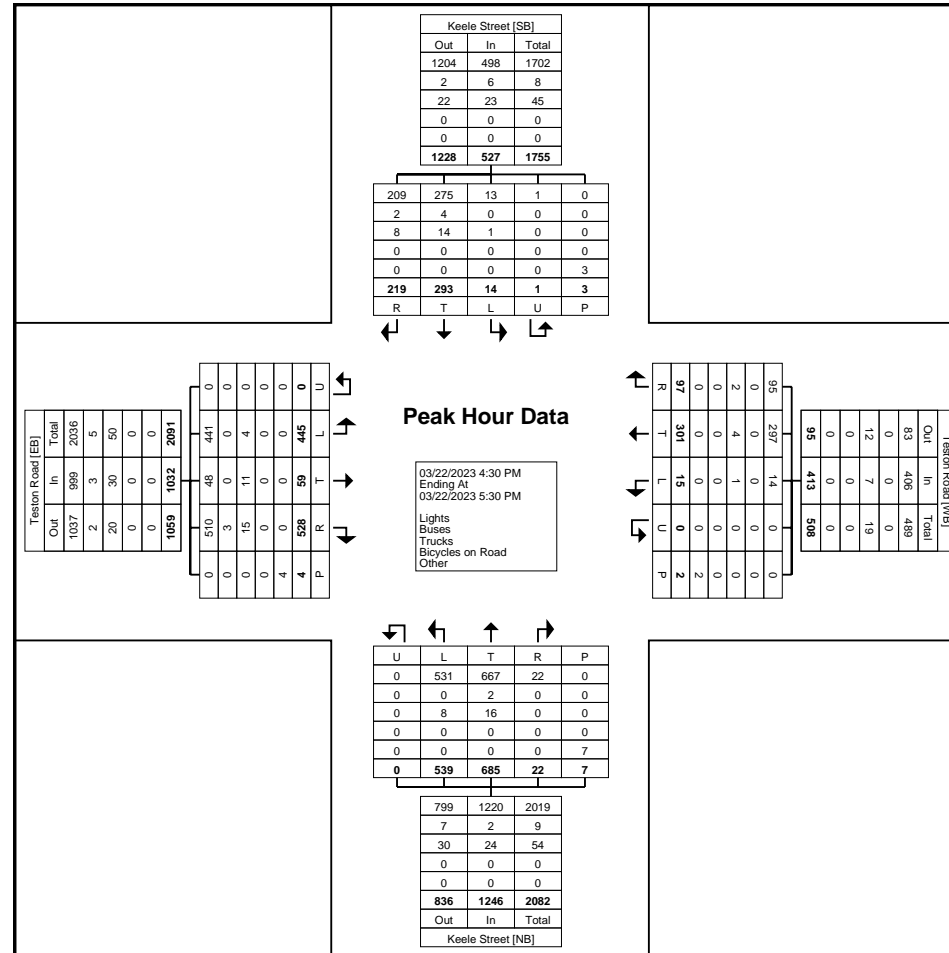 Keele Street [SB]
Out In Total
1204 498 1702
2 6 8
22 23 45
0 0 0
0 0 0
1228 527 1755
209 275 13 1 0
2 4 0 0 0
8 14 1 0 0
0 0 0 0 0
0 0 0 0 3
219 293 14 1 3
R T L U P
Teston Road [EB]
Total 2036 5 50 0 0 2091
In 999 3 30 0 0 1032
Out 1037 2 20 0 0 1059
0 0 0 0 0 0 U
441 0 4 0 0 445 L
48 0 11 0 0 59 T
510 3 15 0 0 528 R
0 0 0 0 4 4 P
Peak Hour Data
03/22/2023 4:30 PM
Ending At
03/22/2023 5:30 PM
Lights
Buses
Trucks
Bicycles on Road
Other
R 97 0 0 2 0 95
T 301 0 0 4 0 297
L 15 0 0 1 0 14
U 0 0 0 0 0 0
P 2 2 0 0 0 0
95 0 0 12 0 83 Out
413 0 0 7 0 406 In
508 0 0 19 0 489 Total
Teston Road [WB]
U L T R P
0 531 667 22 0
0 0 2 0 0
0 8 16 0 0
0 0 0 0 0
0 0 0 0 7
0 539 685 22 7
799 1220 2019
7 2 9
30 24 54
0 0 0
0 0 0
836 1246 2082
Out In Total
Keele Street [NB]